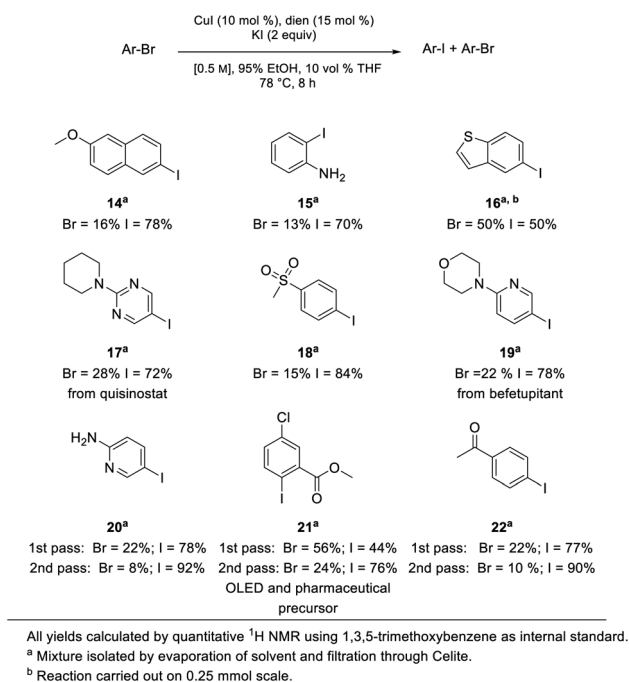 CuI (10 mol %), dien (15 mol %)
KI (2 equiv)
Ar-Br
Ar-I + Ar-Br
[0.5 M], 95% EtOH, 10 vol % THF
78 °C, 8 h
O
I
I
NH2
S
I
14a
15a
16a, b
Br = 16% I = 78%
Br = 13% I = 70%
Br = 50% I = 50%
N
N
N
I
O
O
S
I
O
N
N
I
17a
18a
19a
Br = 28% I = 72%
Br = 15% I = 84%
Br =22 % I = 78%
from quisinostat
from befetupitant
H2N
N
I
Cl
O
O
I
O
I
20a
21a
22a
1st pass: Br = 22%; I = 78%
1st pass: Br = 56%; I = 44%
1st pass: Br = 22%; I = 77%
2nd pass: Br = 8%; I = 92%
2nd pass: Br = 24%; I = 76%
2nd pass: Br = 10 %; I = 90%
OLED and pharmaceutical
precursor
All yields calculated by quantitative 1H NMR using 1,3,5-trimethoxybenzene as internal standard.
a Mixture isolated by evaporation of solvent and filtration through Celite.
b Reaction carried out on 0.25 mmol scale.